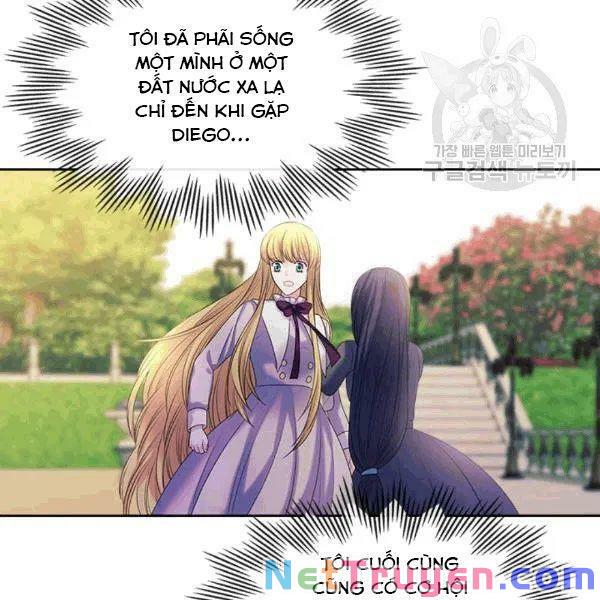 TÔI ĐÃ PHÃI SỐNG
MỘT MÌNH Ở MỘT
ĐẤT NƯỚC XA LẠ
CHỈ ĐẾN KHI GẶP
DIEGO...
가장 빠른 웹툰 미리보기
구글검색 뉴토끼
TÔI CUỐI CÙNG
CŨNG CÓ CƠ HỘI
NetTruyen.com